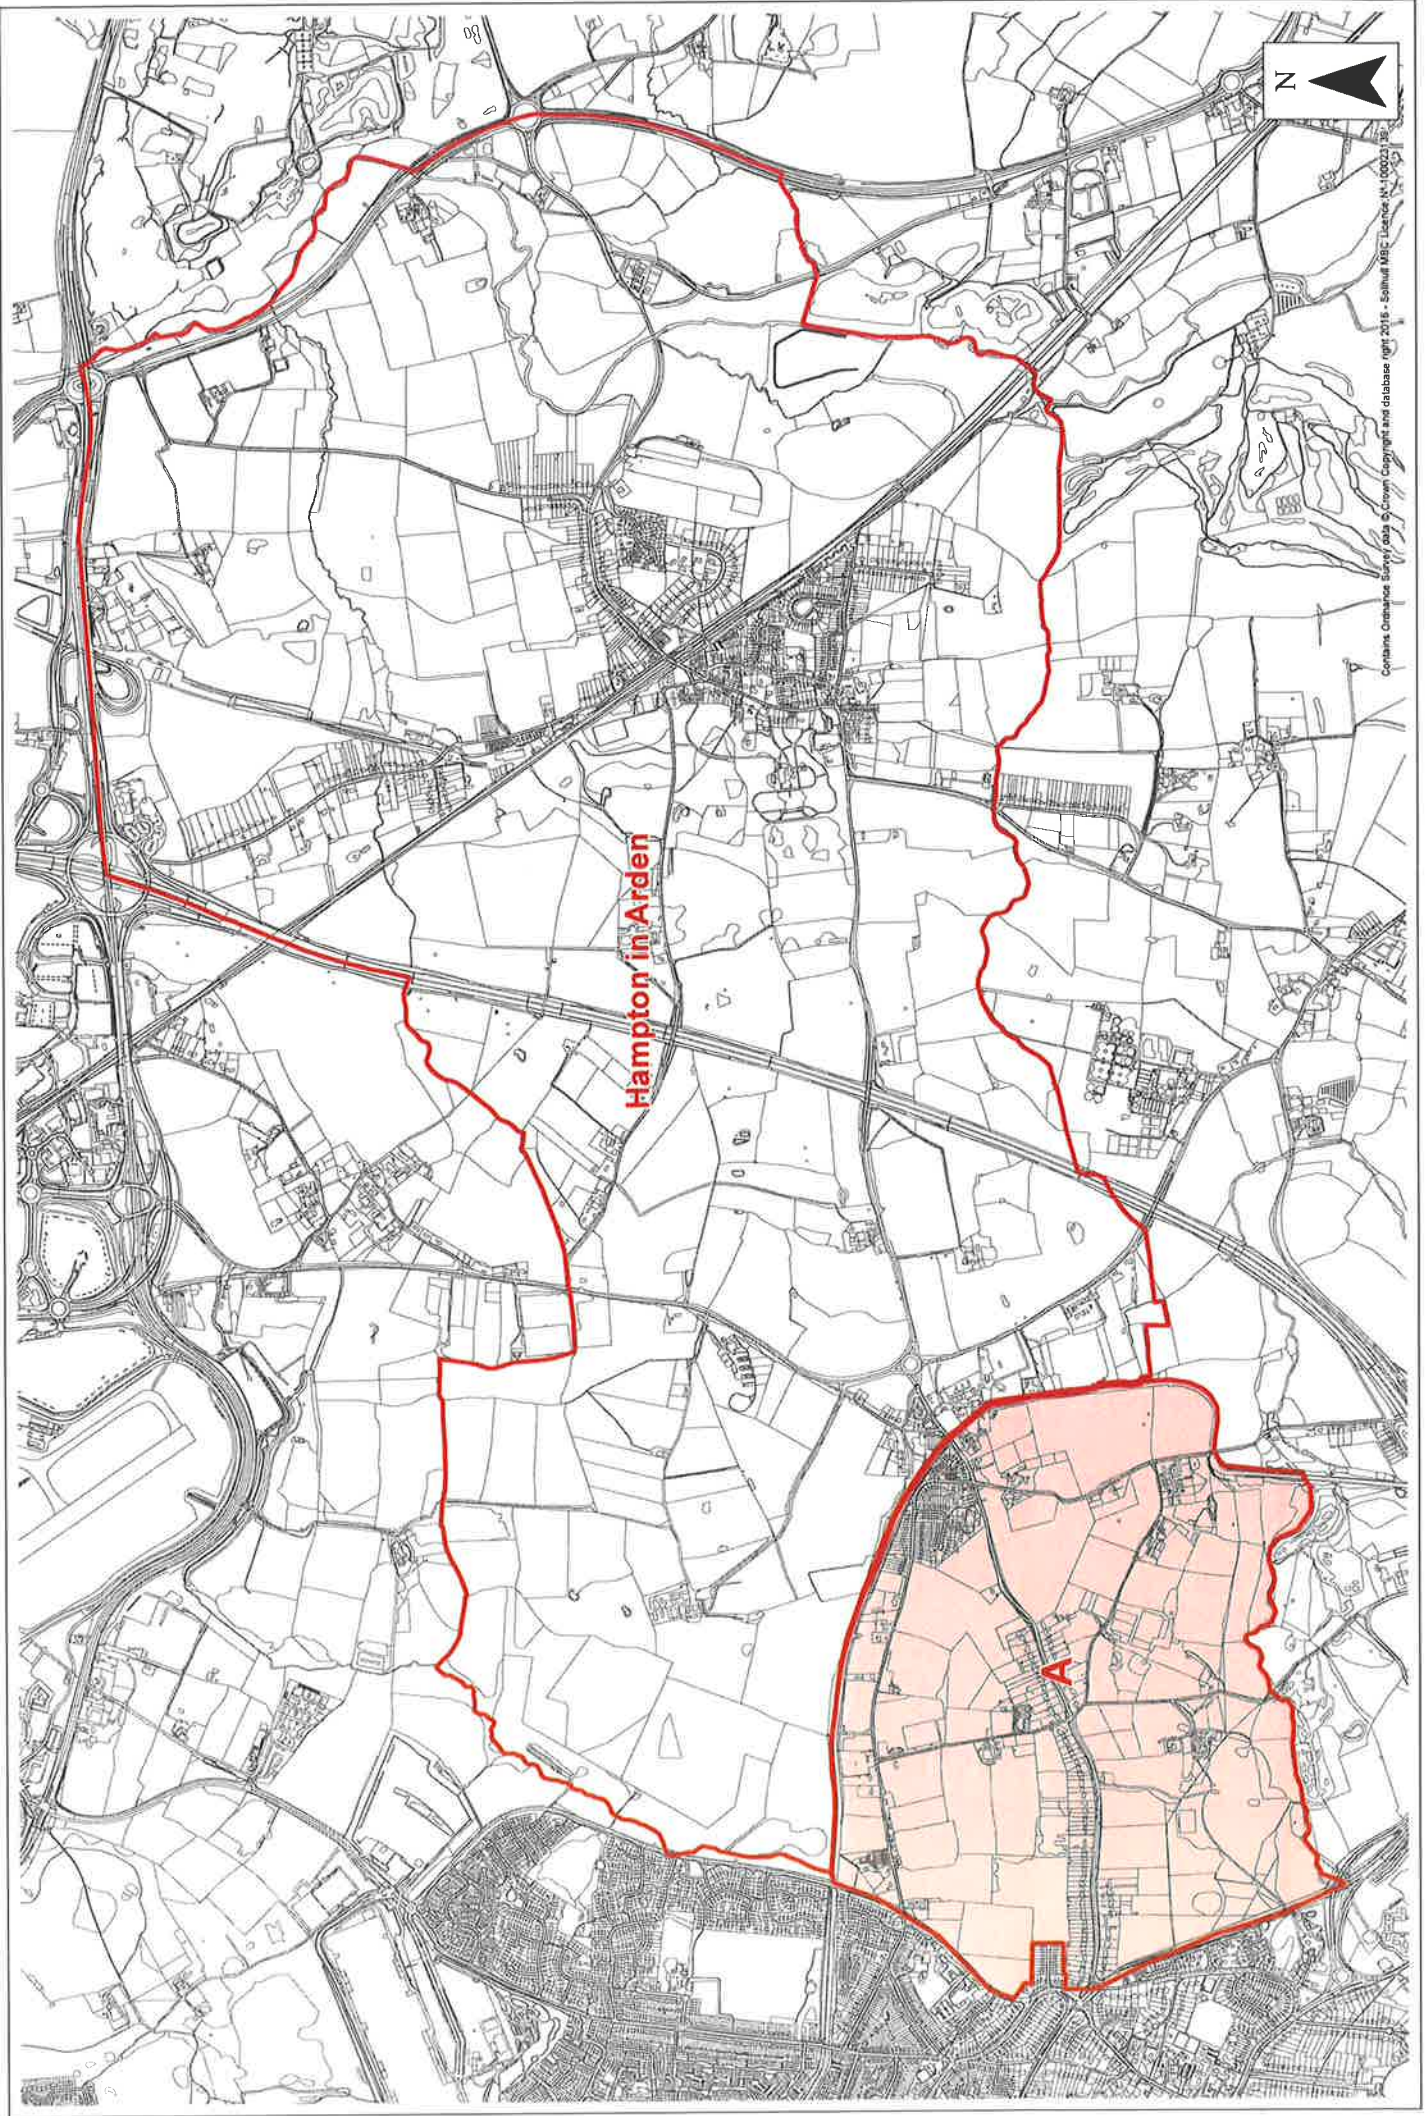 Hampton in Arden
A
N
Contains Ordnance Survey data © Crown Copyright and database right 2016 - Solihull MBC Licence